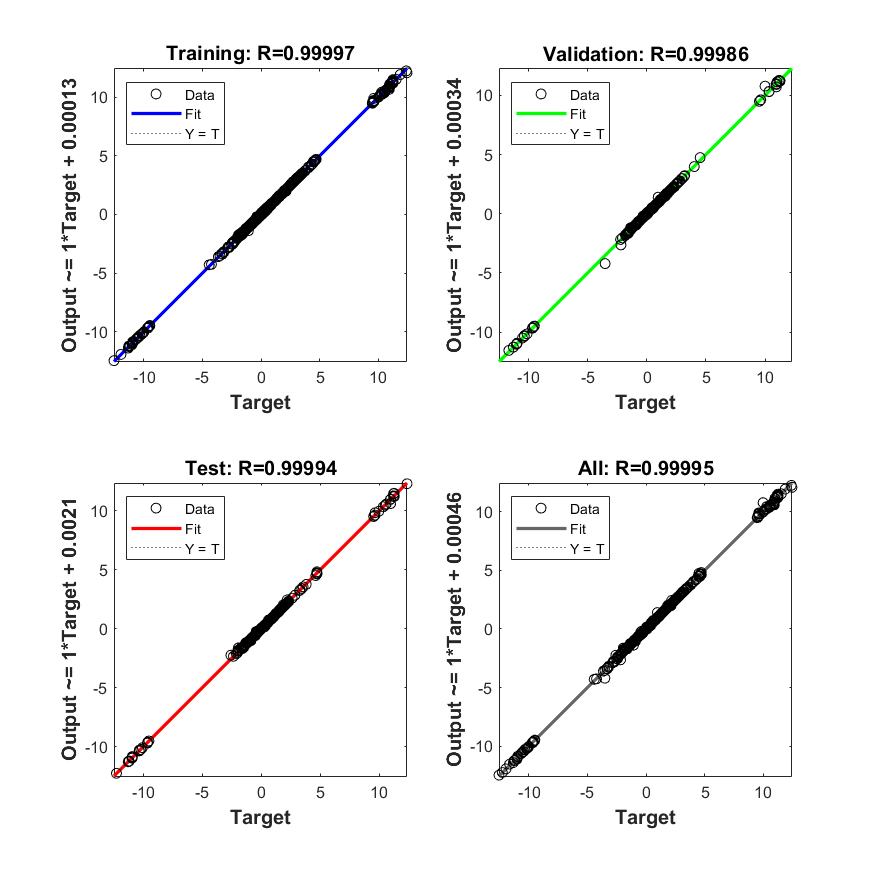 Training: R=0.99997
Output ~= 1*Target + 0.00013
Data
Fit
Y = T
10
5
0
-5
-10
-10 -5 0 5 10
Target
Validation: R=0.99986
Output ~= 1*Target + 0.00034
Data
Fit
Y = T
10
5
0
-5
-10
-10 -5 0 5 10
Target
Test: R=0.99994
Output ~= 1*Target + 0.0021
Data
Fit
Y = T
10
5
0
-5
-10
-10 -5 0 5 10
Target
All: R=0.99995
Output ~= 1*Target + 0.00046
Data
Fit
Y = T
10
5
0
-5
-10
-10 -5 0 5 10
Target